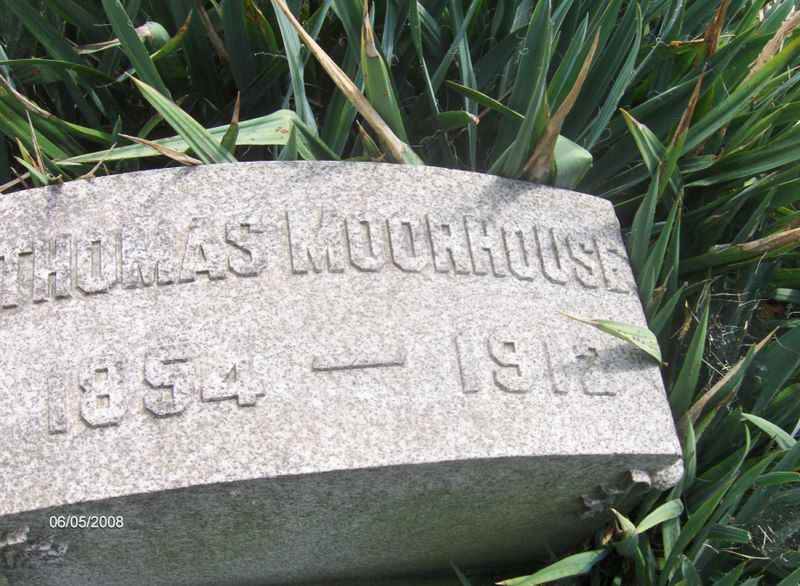 THOMAS MOORHOUSE
1854 — 1912
06/05/2008